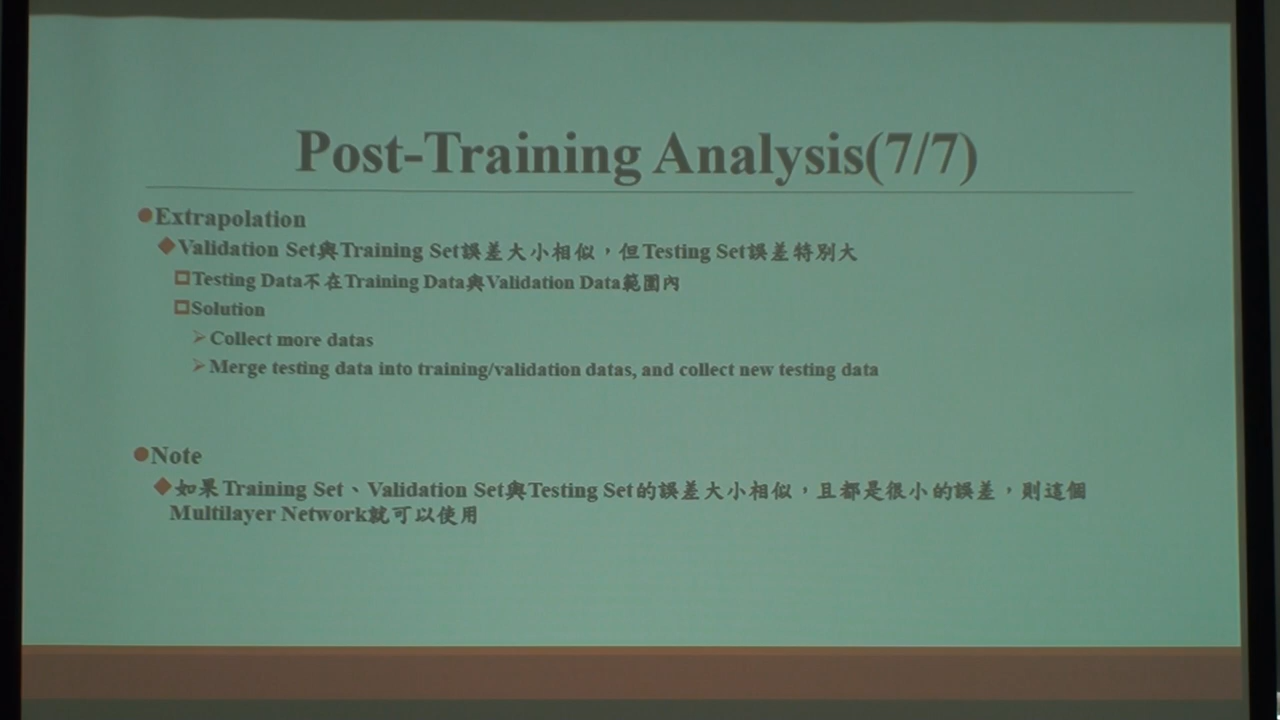 Post-Training Analysis(7/7)
Extrapolation
Validation Set與Training Set誤差大小相似，但Testing Set誤差特別大
Testing Data不在Training Data與Validation Data範圍內
Solution
Collect more datas
Merge testing data into training/validation datas, and collect new testing data
Note
如果Training Set、Validation Set與Testing Set的誤差大小相似，且都是很小的誤差，則這個
Multilayer Network就可以使用